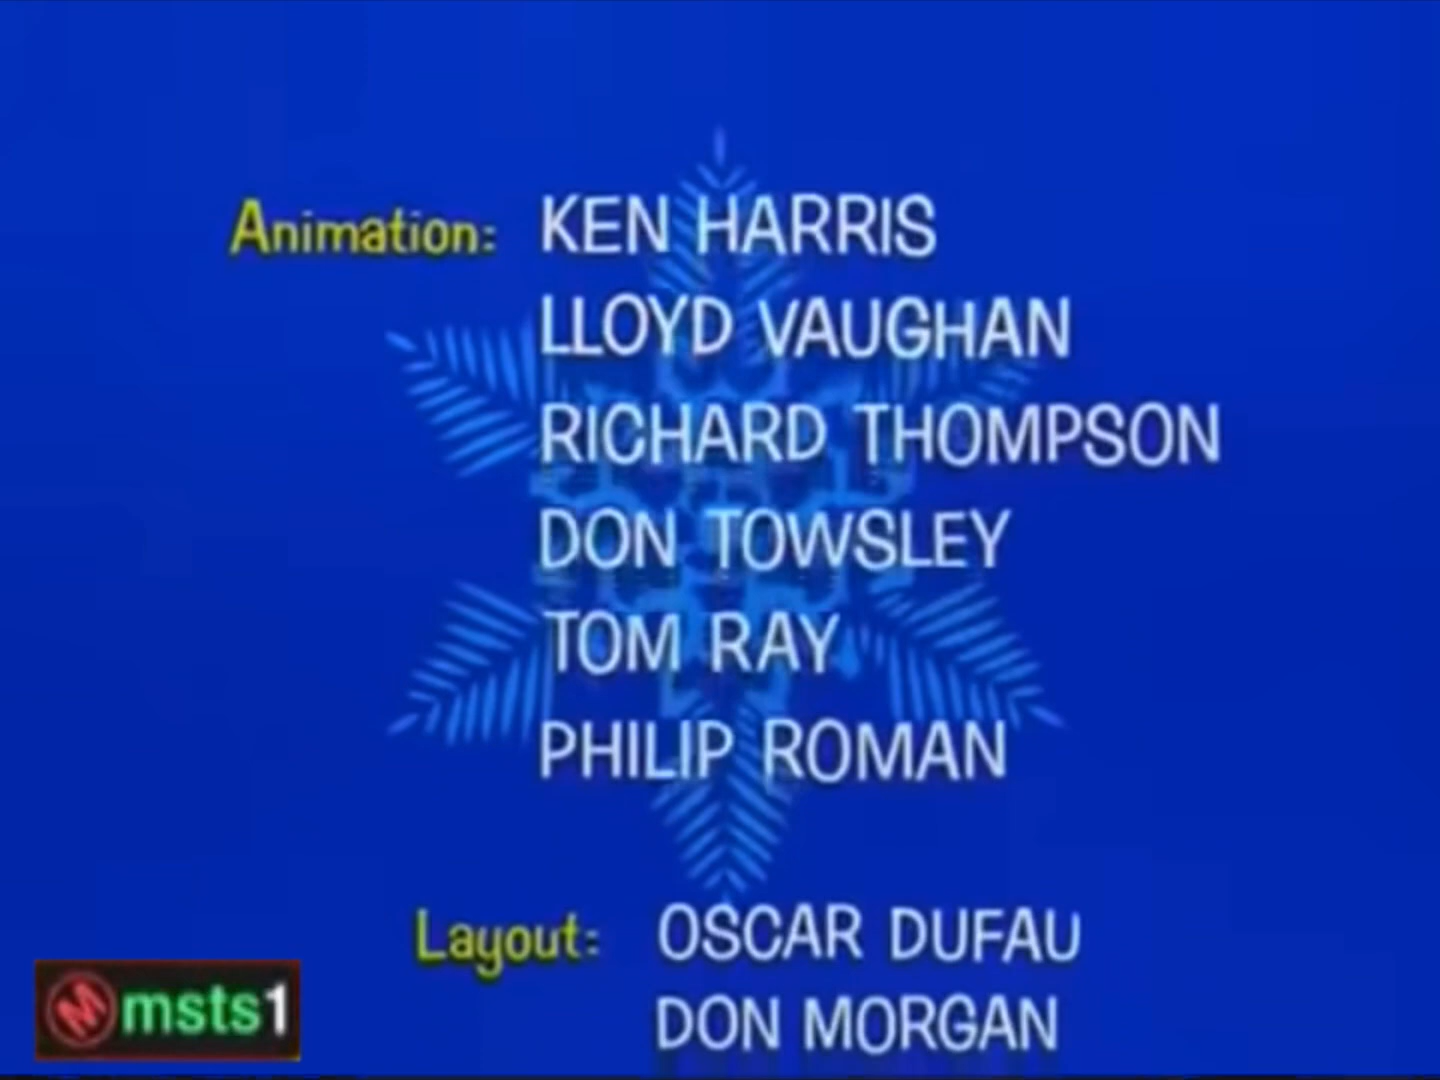 Animation: KEN HARRIS
LLOYD VAUGHAN
RICHARD THOMPSON
DON TOWSLEY
TOM RAY
PHILIP ROMAN
Layout: OSCAR DUFAU
DON MORGAN
M msts1